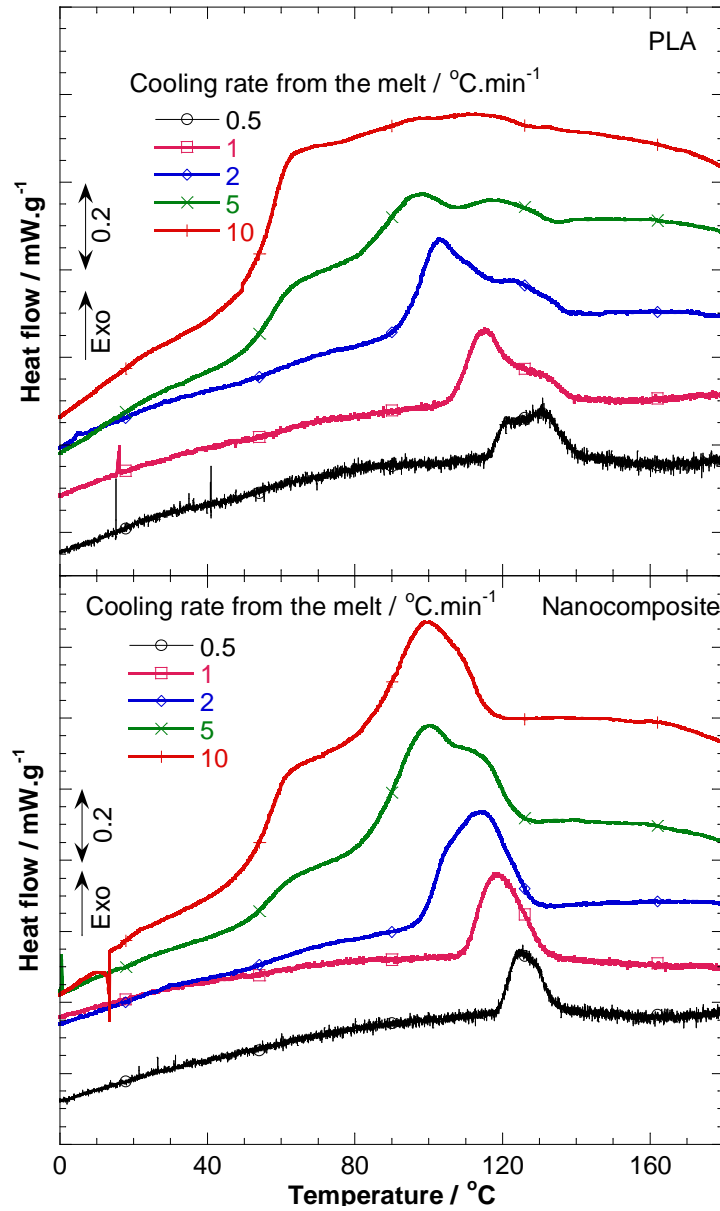 PLA
Cooling rate from the melt / °C.min⁻¹
0.5
1
2
5
10
0.2
Exo
Heat flow / mW.g⁻¹
Cooling rate from the melt / °C.min⁻¹
Nanocomposite
0.5
1
2
5
10
0.2
Exo
Heat flow / mW.g⁻¹
0 40 80 120 160
Temperature / °C